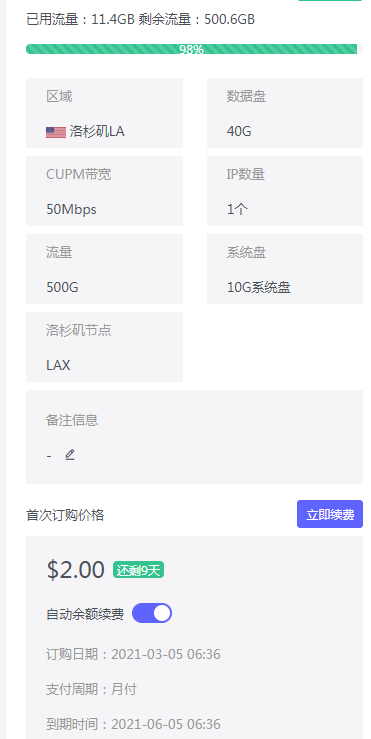 已用流量：11.4GB 剩余流量：500.6GB
98%
区域
洛杉矶LA
数据盘
40G
CUPM带宽
50Mbps
IP数量
1个
流量
500G
系统盘
10G系统盘
洛杉矶节点
LAX
备注信息
-
首次订购价格
立即续费
$2.00 还剩9天
自动余额续费
订购日期：2021-03-05 06:36
支付周期：月付
到期时间：2021-06-05 06:36